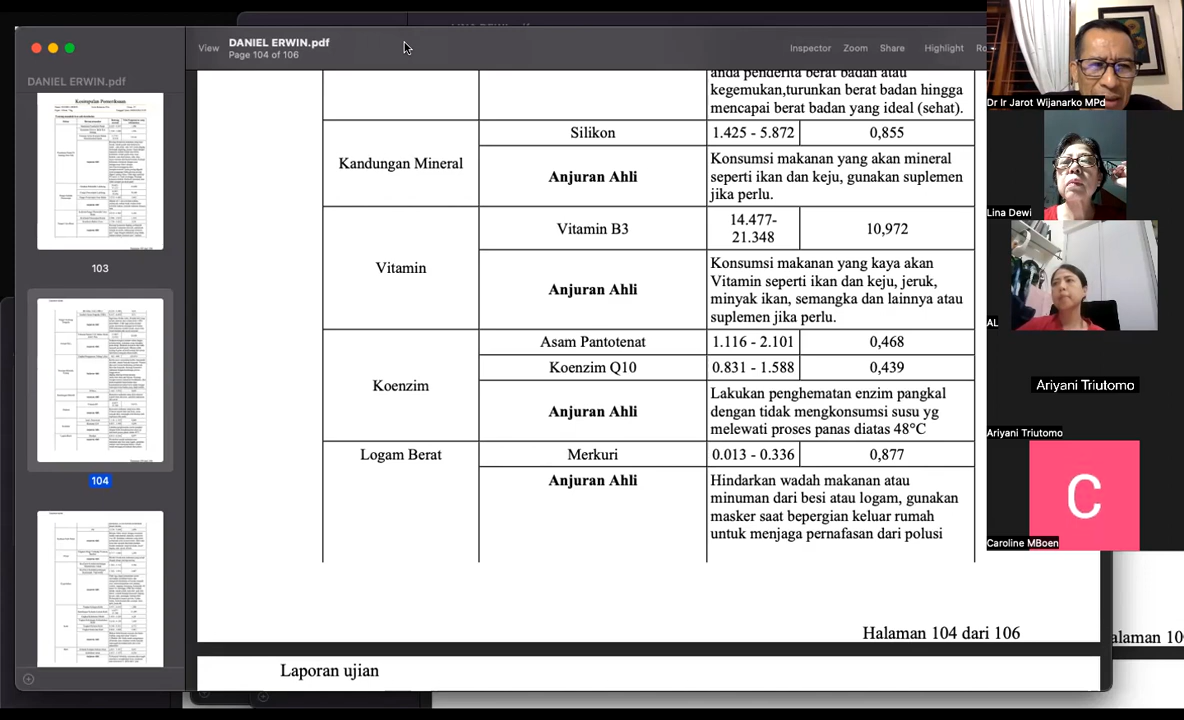 View
DANIEL ERWIN.pdf
Page 104 of 106
Inspector
Zoom
Share
Highlight
Ro
DANIEL ERWIN.pdf
Kesimpulan Pemeriksaan
103
104
anda penderita berat badan atau
kegemukan,turunkan berat badan hingga
mencapai berat badan yang ideal (sehat).
Kandungan Mineral
Silikon
1.425 - 5.872
0,855
Anjuran Ahli
Konsumsi makanan yang akan mineral
seperti ikan dan keju, gunakan suplemen
jika perlu.
Vitamin
Vitamin B3
14.477-
21.348
10,972
Anjuran Ahli
Konsumsi makanan yang kaya akan
Vitamin seperti ikan dan keju, jeruk,
minyak ikan, semangka dan lainnya atau
suplemen jika perlu.
Koenzim
Asam Pantotenat
1.116 - 2.101
0,468
Koenzim Q10
0.831 - 1.588
0,439
Anjuran Ahli
Lakukan penghematan enzim pangkal
dengan tidak mengkonsumsi susu yg
melewati proses panas diatas 48°C
Logam Berat
Merkuri
0.013 - 0.336
0,877
Anjuran Ahli
Hindarkan wadah makanan atau
minuman dari besi atau logam, gunakan
masker saat bepergian keluar rumah
untuk menjaga pernafasan dari polusi
Halaman 104 dari 106
Laporan ujian
alaman 10
Dr Ir Jarot Wijanarko MPd
Lina Dewi
AL
Ariyani Triutomo
Ariyani Triutomo
C
Caroline MBoen